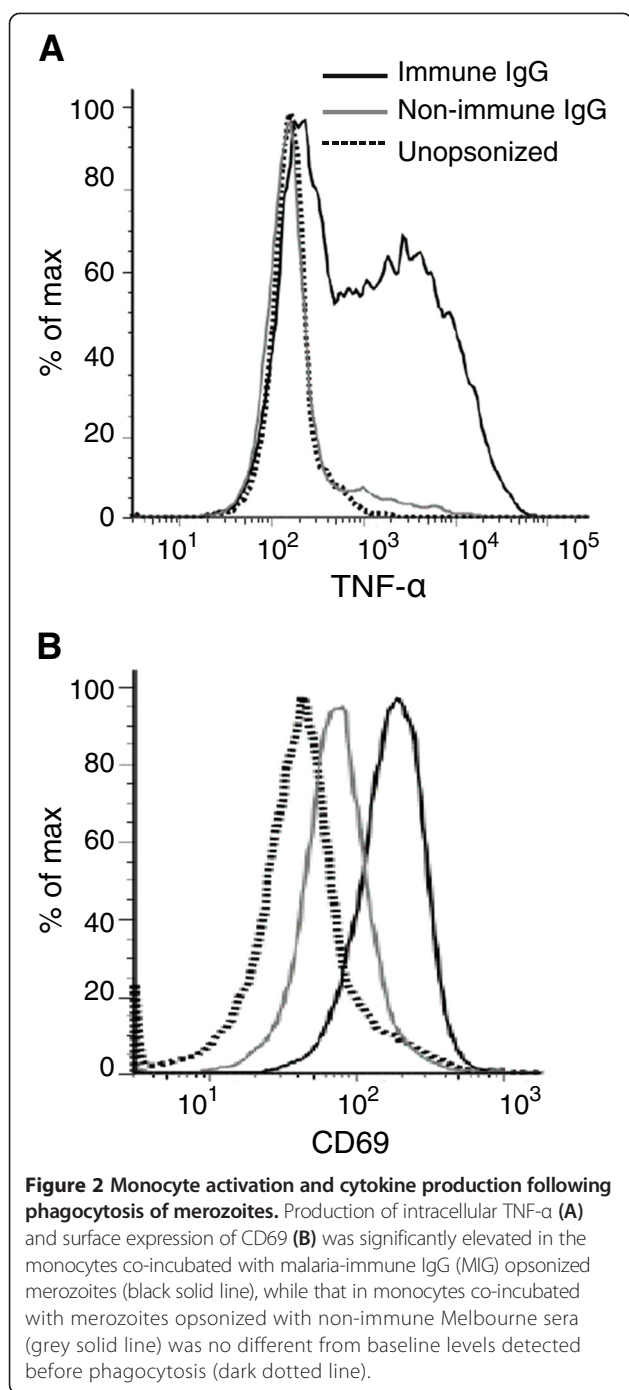 A
Immune IgG
Non-immune IgG
Unopsonized
100
80
60
40
20
0
% of max
10¹ 10² 10³ 10⁴ 10⁵
TNF-α
B
100
80
60
40
20
0
% of max
10¹ 10² 10³
CD69
Figure 2 Monocyte activation and cytokine production following
phagocytosis of merozoites. Production of intracellular TNF-α (A)
and surface expression of CD69 (B) was significantly elevated in the
monocytes co-incubated with malaria-immune IgG (MIG) opsonized
merozoites (black solid line), while that in monocytes co-incubated
with merozoites opsonized with non-immune Melbourne sera
(grey solid line) was no different from baseline levels detected
before phagocytosis (dark dotted line).